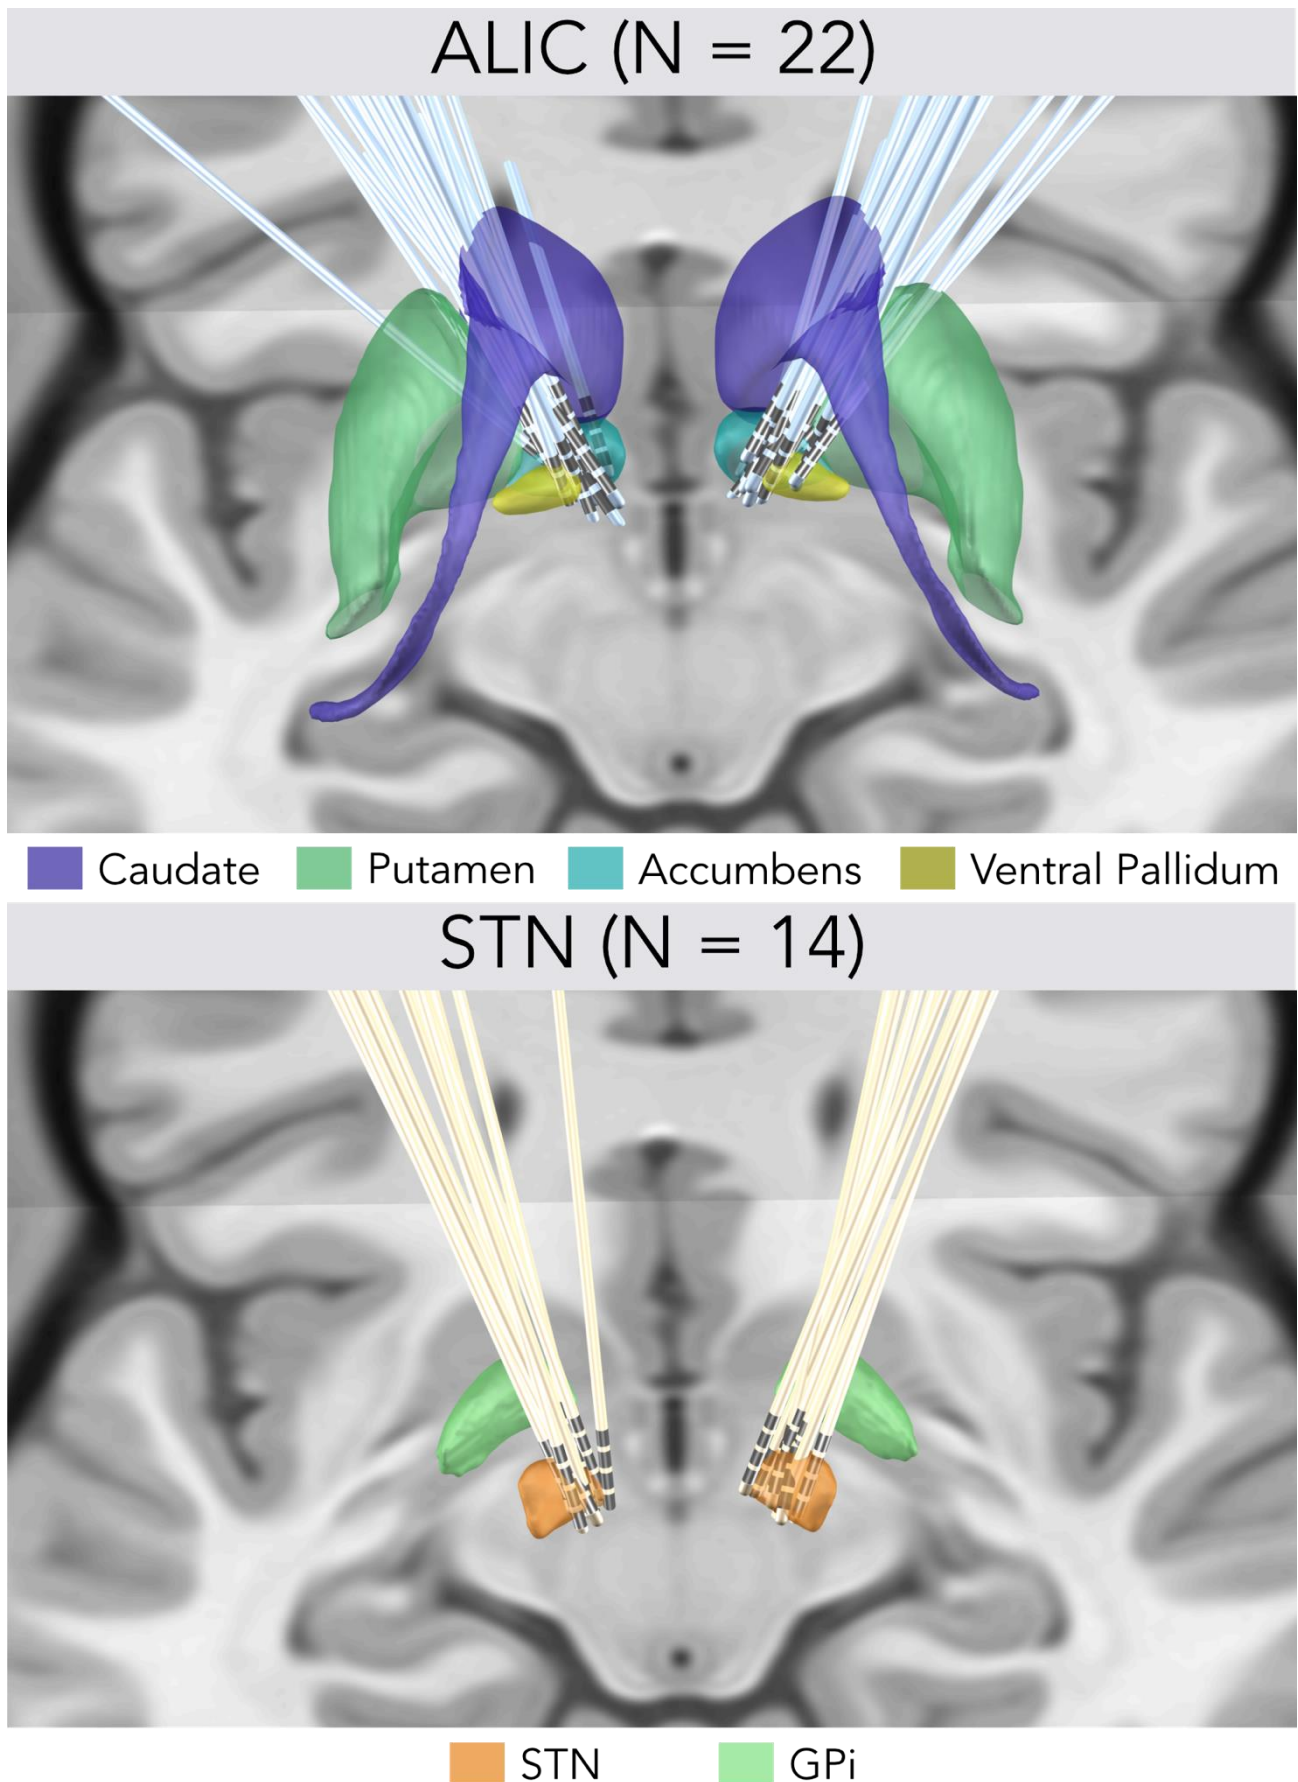 ALIC (N = 22)
Caudate Putamen Accumbens Ventral Pallidum
STN (N = 14)
STN GPi